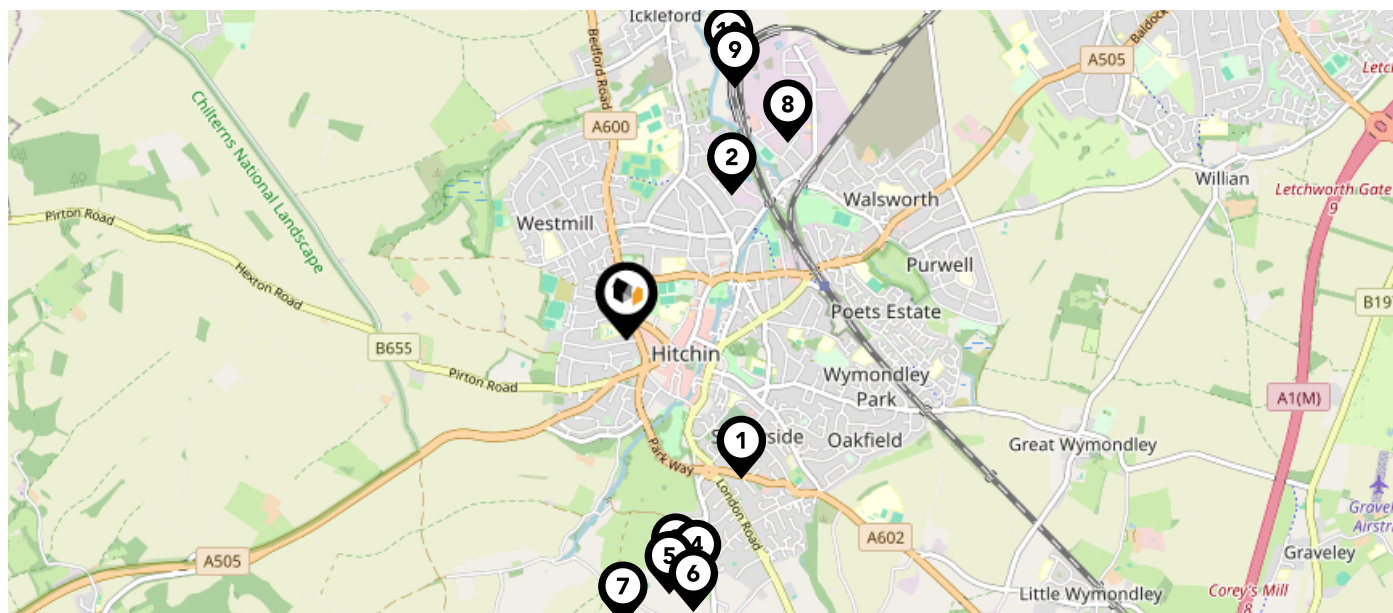 Ickleford
9
8
2
1
4
5
6
7
Bedford Road
A600
Baldock
A505
10
Chilterns National Landscape
Walsworth
Willian
Letchworth Gate
9
Pirton Road
Westmill
Purwell
Hexton Road
Poets Estate
B655
Hitchin
Pirton Road
Wymondley
Park
A1(M)
Oakfield
Great Wymondley
Park Way
London Road
A602
A505
Graveley
Little Wymondley
Corey's Mill
8